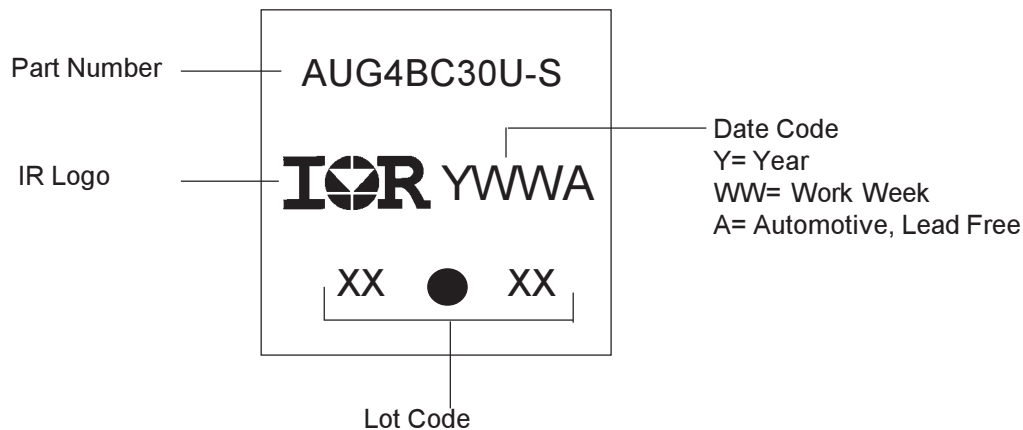 Part Number
AUG4BC30U-S
IR Logo
IOR YWWA
Date Code
Y= Year
WW= Work Week
A= Automotive, Lead Free
XX XX
Lot Code